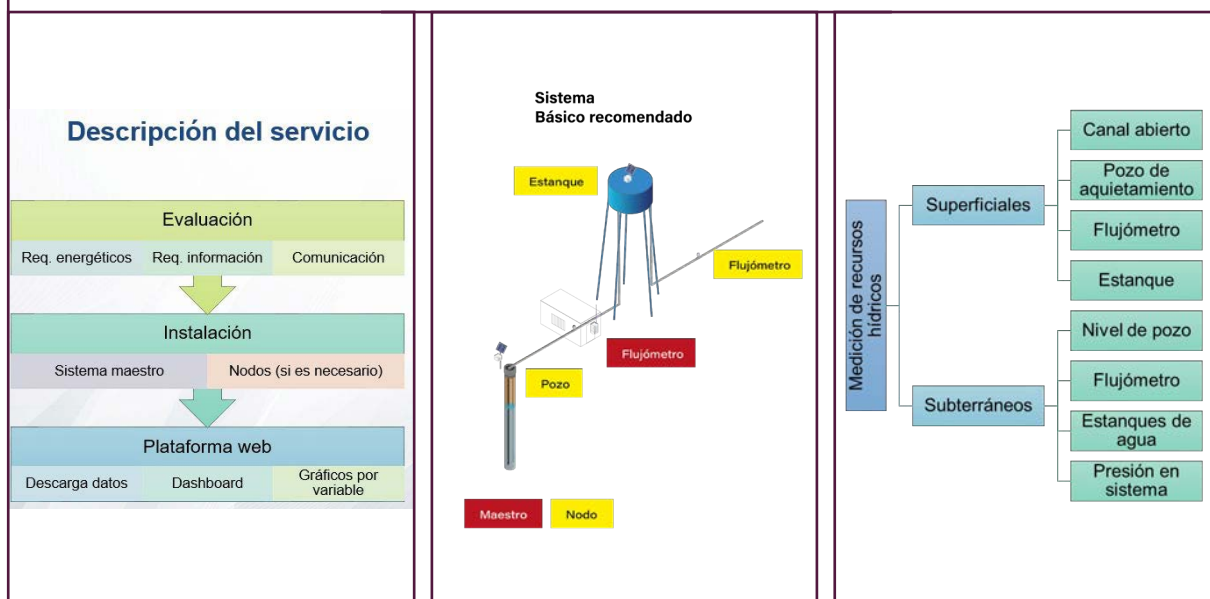 Descripción del servicio
Evaluación
Req. energéticos
Req. información
Comunicación
Instalación
Sistema maestro
Nodos (si es necesario)
Plataforma web
Descarga datos
Dashboard
Gráficos por
variable
Sistema
Básico recomendado
Estanque
Flujómetro
Flujómetro
Pozo
Maestro
Nodo
Medición de recursos
hídricos
Superficiales
Canal abierto
Pozo de
aquietamiento
Flujómetro
Estanque
Subterráneos
Nivel de pozo
Flujómetro
Estanques de
agua
Presión en
sistema